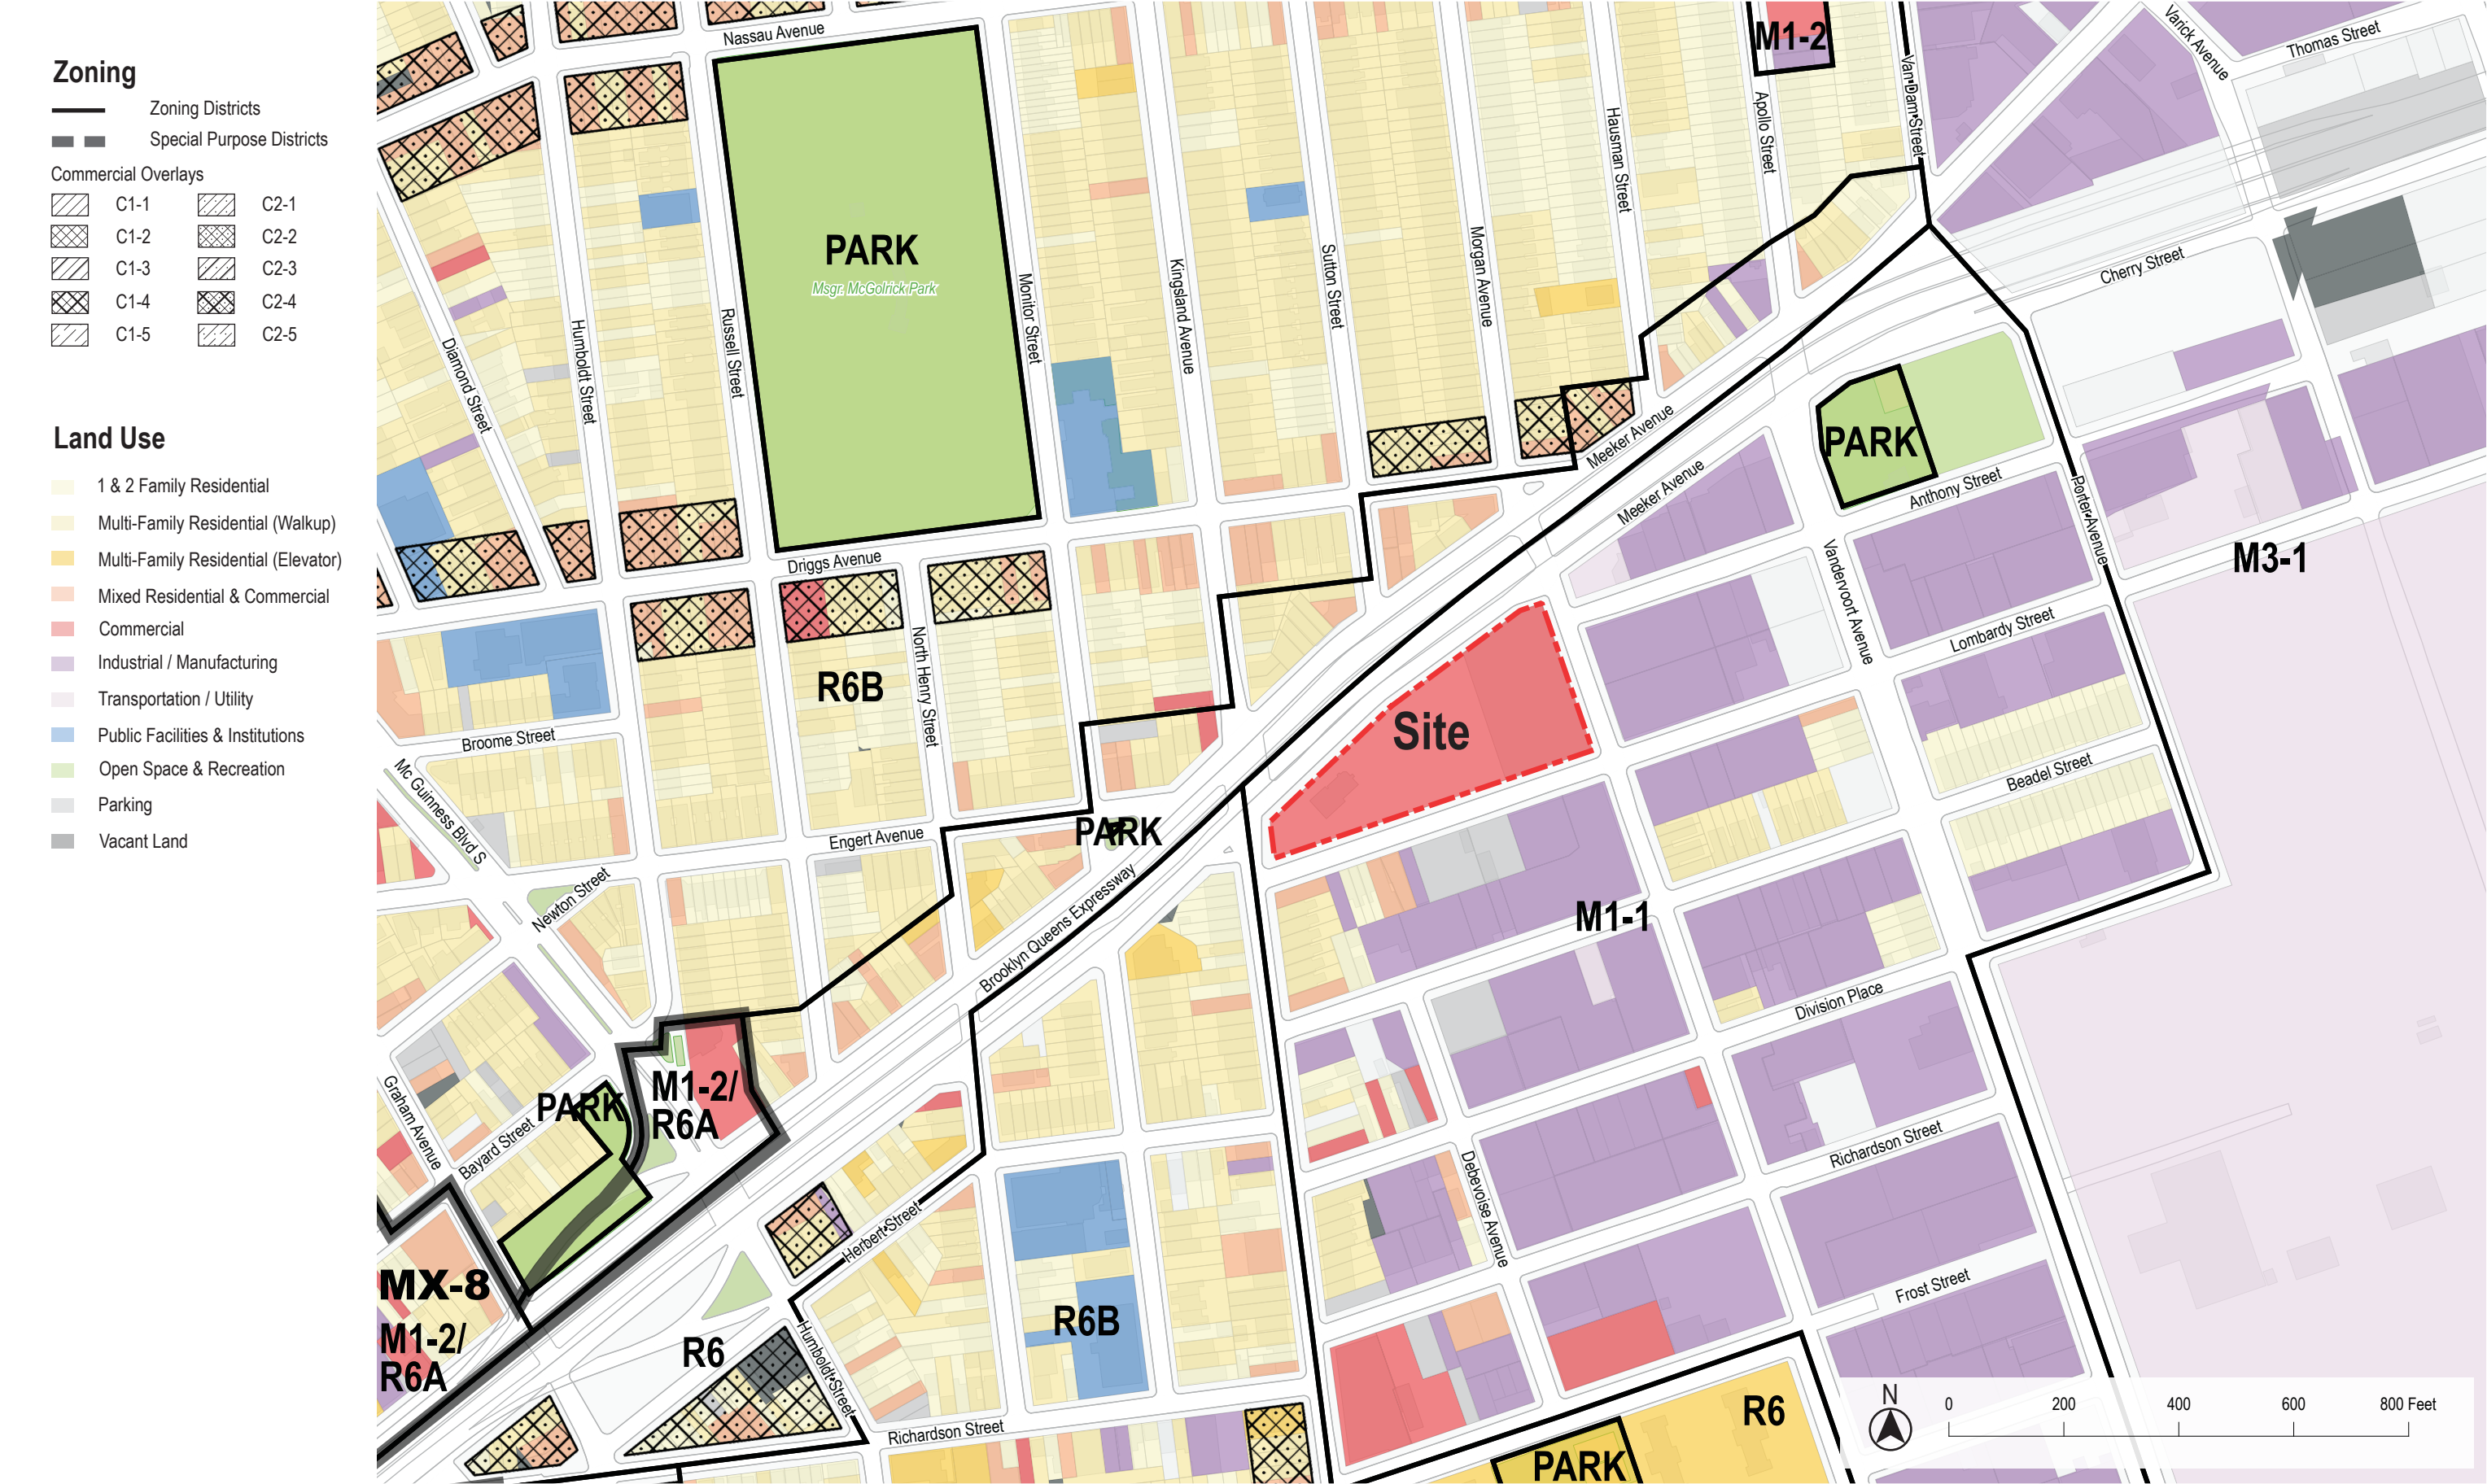 Zoning
Zoning Districts
Special Purpose Districts
Commercial Overlays
C1-1 C2-1
C1-2 C2-2
C1-3 C2-3
C1-4 C2-4
C1-5 C2-5
Land Use
1 & 2 Family Residential
Multi-Family Residential (Walkup)
Multi-Family Residential (Elevator)
Mixed Residential & Commercial
Commercial
Industrial / Manufacturing
Transportation / Utility
Public Facilities & Institutions
Open Space & Recreation
Parking
Vacant Land
Nassau Avenue
M1-2
Varick Avenue
Thomas Street
Van Dam Street
Apollo Street
Hausman Street
PARK
Msgr. McGolrick Park
Monitor Street
Kingsland Avenue
Sutton Street
Morgan Avenue
Cherry Street
Diamond Street
Humboldt Street
Russell Street
Meeker Avenue
Meeker Avenue
PARK
Anthony Street
Porter Avenue
M3-1
Driggs Avenue
Vandervoort Avenue
Lombardy Street
R6B
North Henry Street
Site
Broome Street
Mc Guinness Blvd S
Beadel Street
Engert Avenue
PARK
Newton Street
Brooklyn Queens Expressway
M1-1
Division Place
Graham Avenue
PARK
M1-2/
R6A
Bayard Street
Richardson Street
Debevoise Avenue
Herbert Street
MX-8
M1-2/
R6A
R6
Humboldt Street
R6B
Frost Street
Richardson Street
R6
PARK
N
0 200 400 600 800 Feet